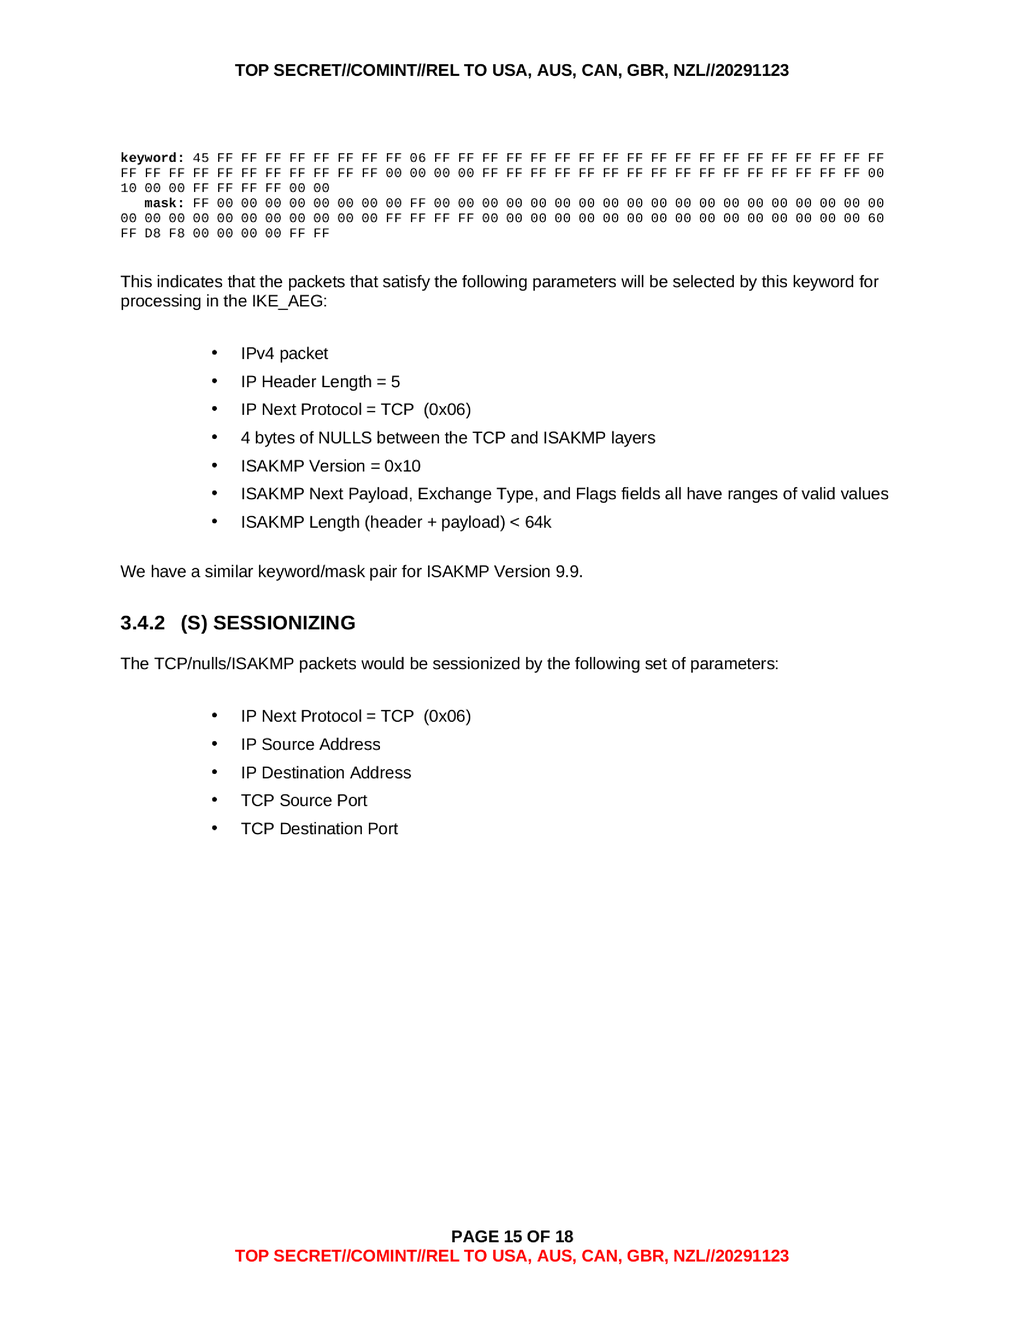 TOP SECRET//COMINT//REL TO USA, AUS, CAN, GBR, NZL//20291123
keyword: 45 FF FF FF FF FF FF FF FF 06 FF FF FF FF FF FF FF FF FF FF FF FF FF FF FF FF FF FF FF
FF FF FF FF FF FF FF FF FF FF FF 00 00 00 00 FF FF FF FF FF FF FF FF FF FF FF FF FF FF FF FF 00
10 00 00 FF FF FF FF 00 00
mask: FF 00 00 00 00 00 00 00 00 FF 00 00 00 00 00 00 00 00 00 00 00 00 00 00 00 00 00 00 00
00 00 00 00 00 00 00 00 00 00 00 FF FF FF FF 00 00 00 00 00 00 00 00 00 00 00 00 00 00 00 00 60
FF D8 F8 00 00 00 00 FF FF
This indicates that the packets that satisfy the following parameters will be selected by this keyword for
processing in the IKE_AEG:
• IPv4 packet
• IP Header Length = 5
• IP Next Protocol = TCP (0x06)
• 4 bytes of NULLS between the TCP and ISAKMP layers
• ISAKMP Version = 0x10
• ISAKMP Next Payload, Exchange Type, and Flags fields all have ranges of valid values
• ISAKMP Length (header + payload) < 64k
We have a similar keyword/mask pair for ISAKMP Version 9.9.
3.4.2 (S) SESSIONIZING
The TCP/nulls/ISAKMP packets would be sessionized by the following set of parameters:
• IP Next Protocol = TCP (0x06)
• IP Source Address
• IP Destination Address
• TCP Source Port
• TCP Destination Port
PAGE 15 OF 18
TOP SECRET//COMINT//REL TO USA, AUS, CAN, GBR, NZL//20291123